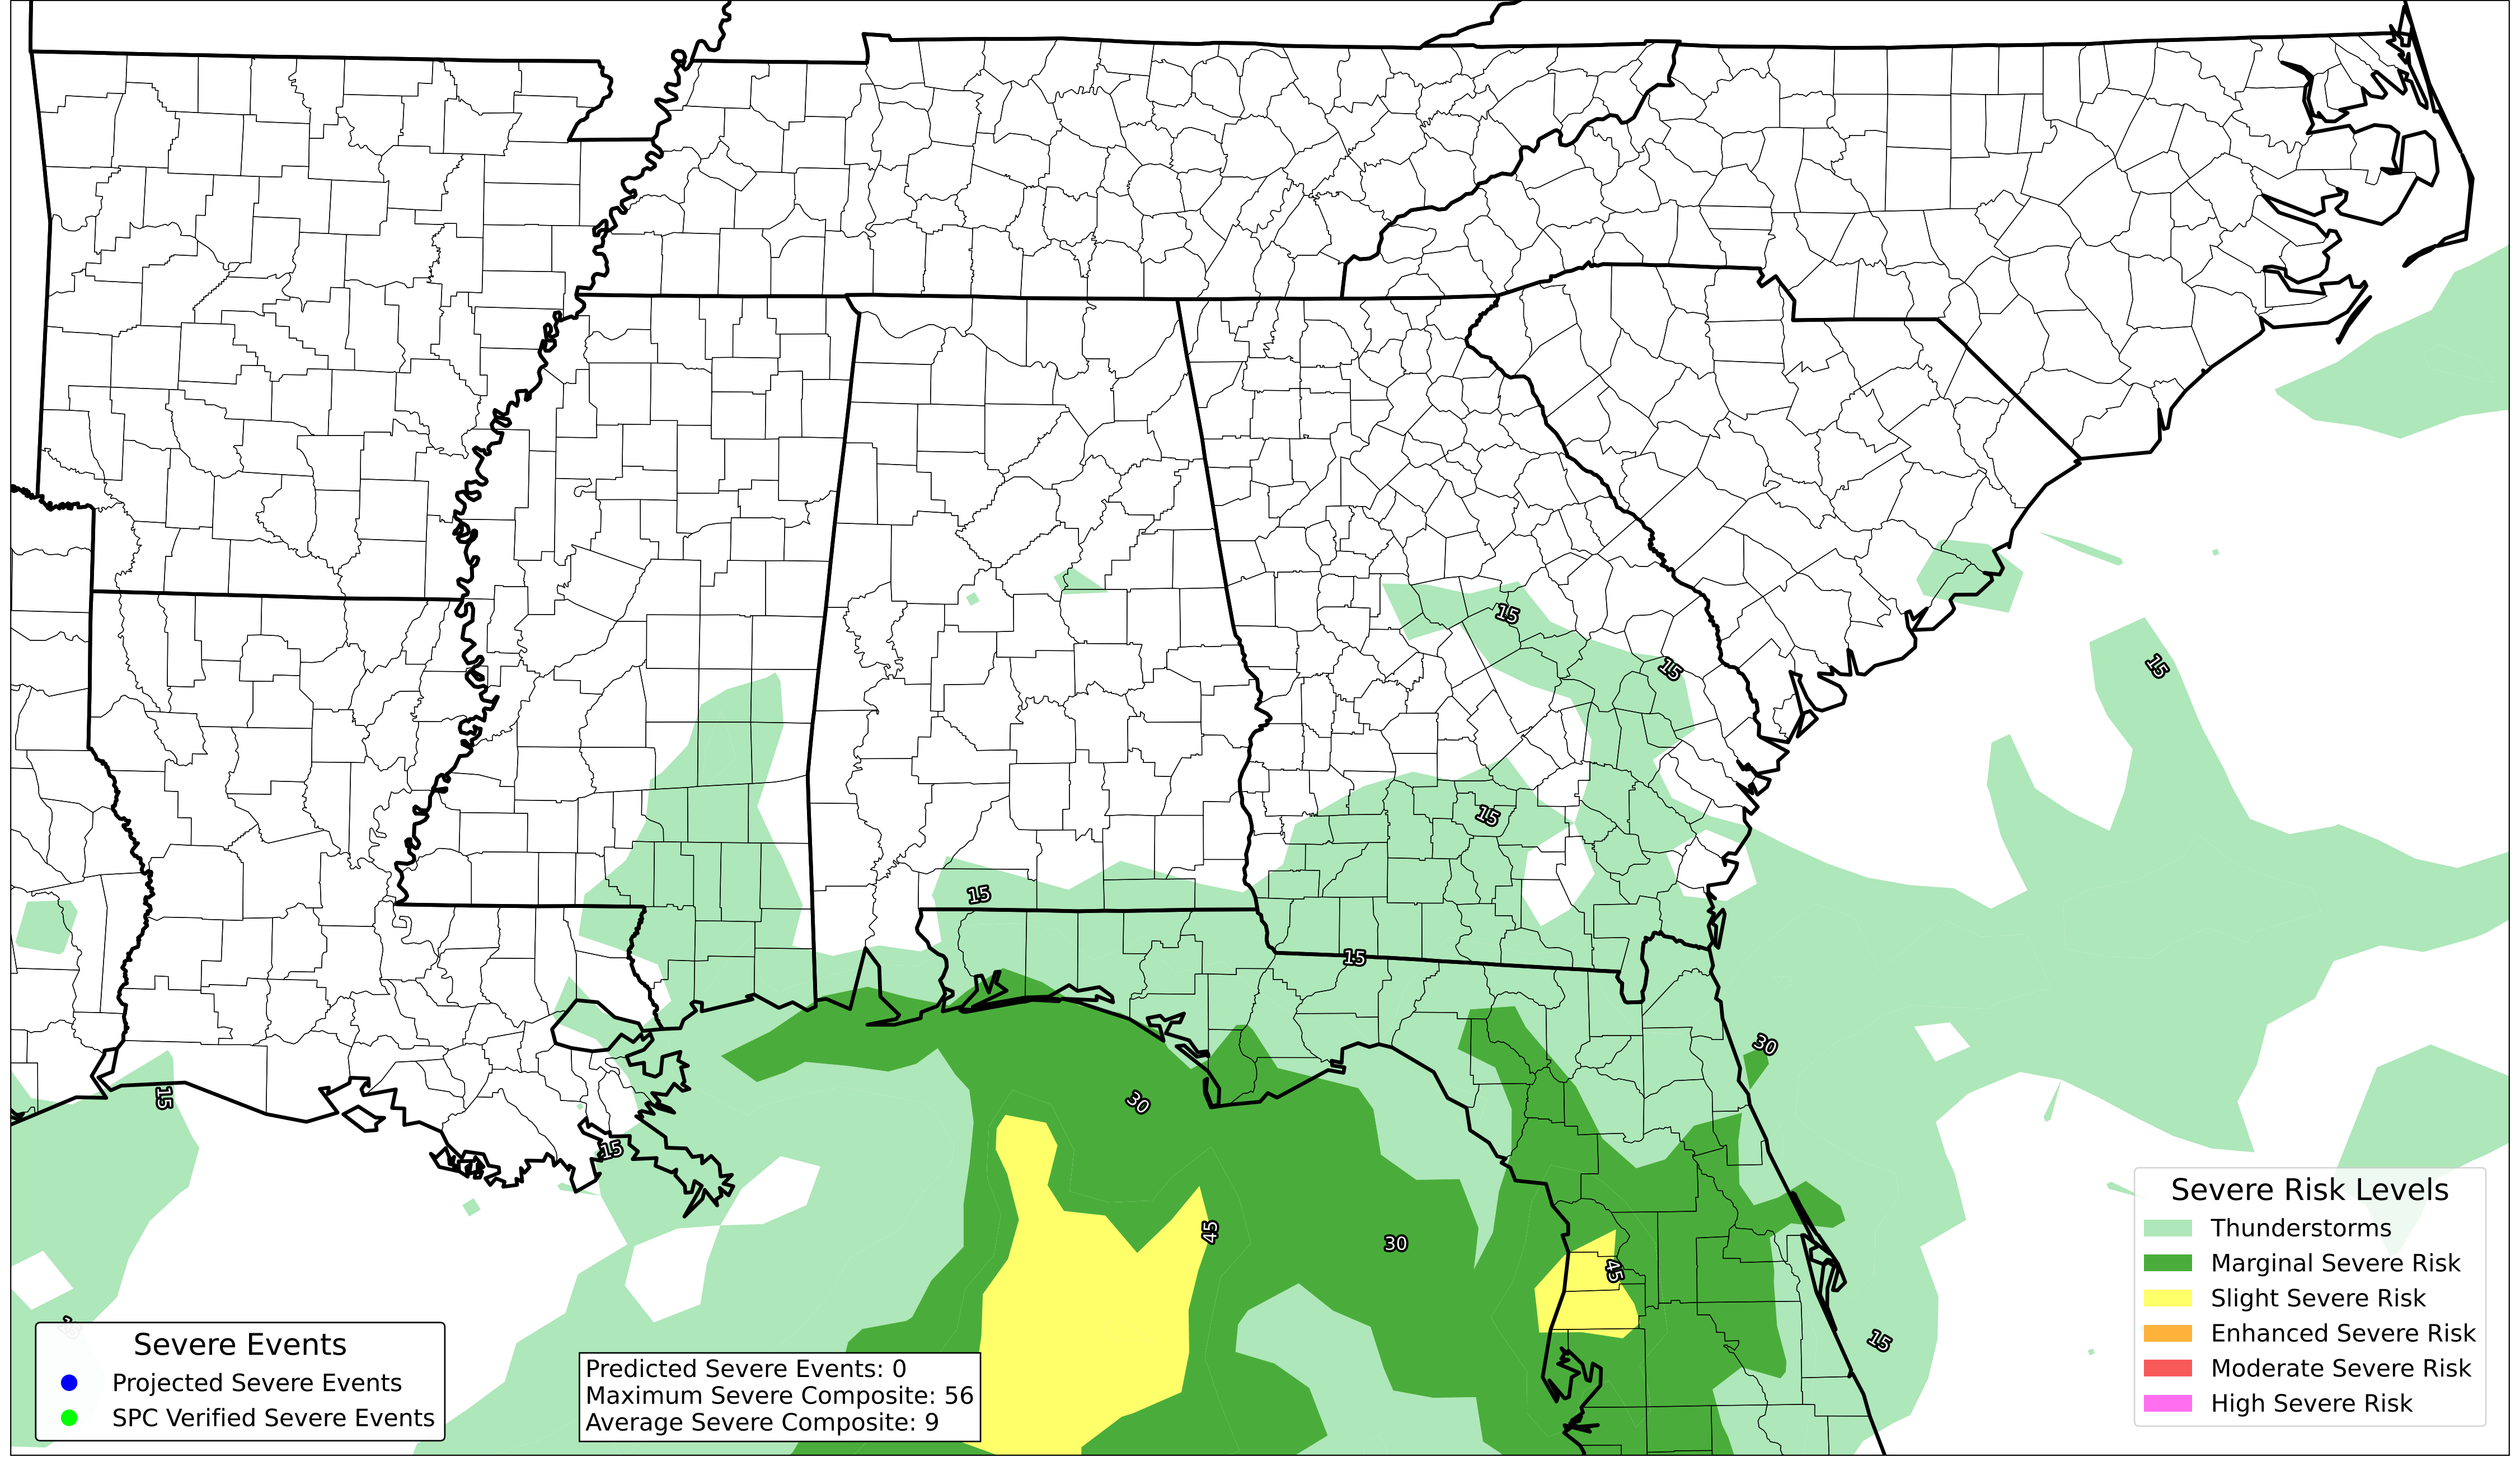 15
15
15
15
15
15
30
15
30
15
45
30
45
15
Severe Risk Levels
Thunderstorms
Marginal Severe Risk
Slight Severe Risk
Enhanced Severe Risk
Moderate Severe Risk
High Severe Risk
Severe Events
Projected Severe Events
SPC Verified Severe Events
Predicted Severe Events: 0
Maximum Severe Composite: 56
Average Severe Composite: 9